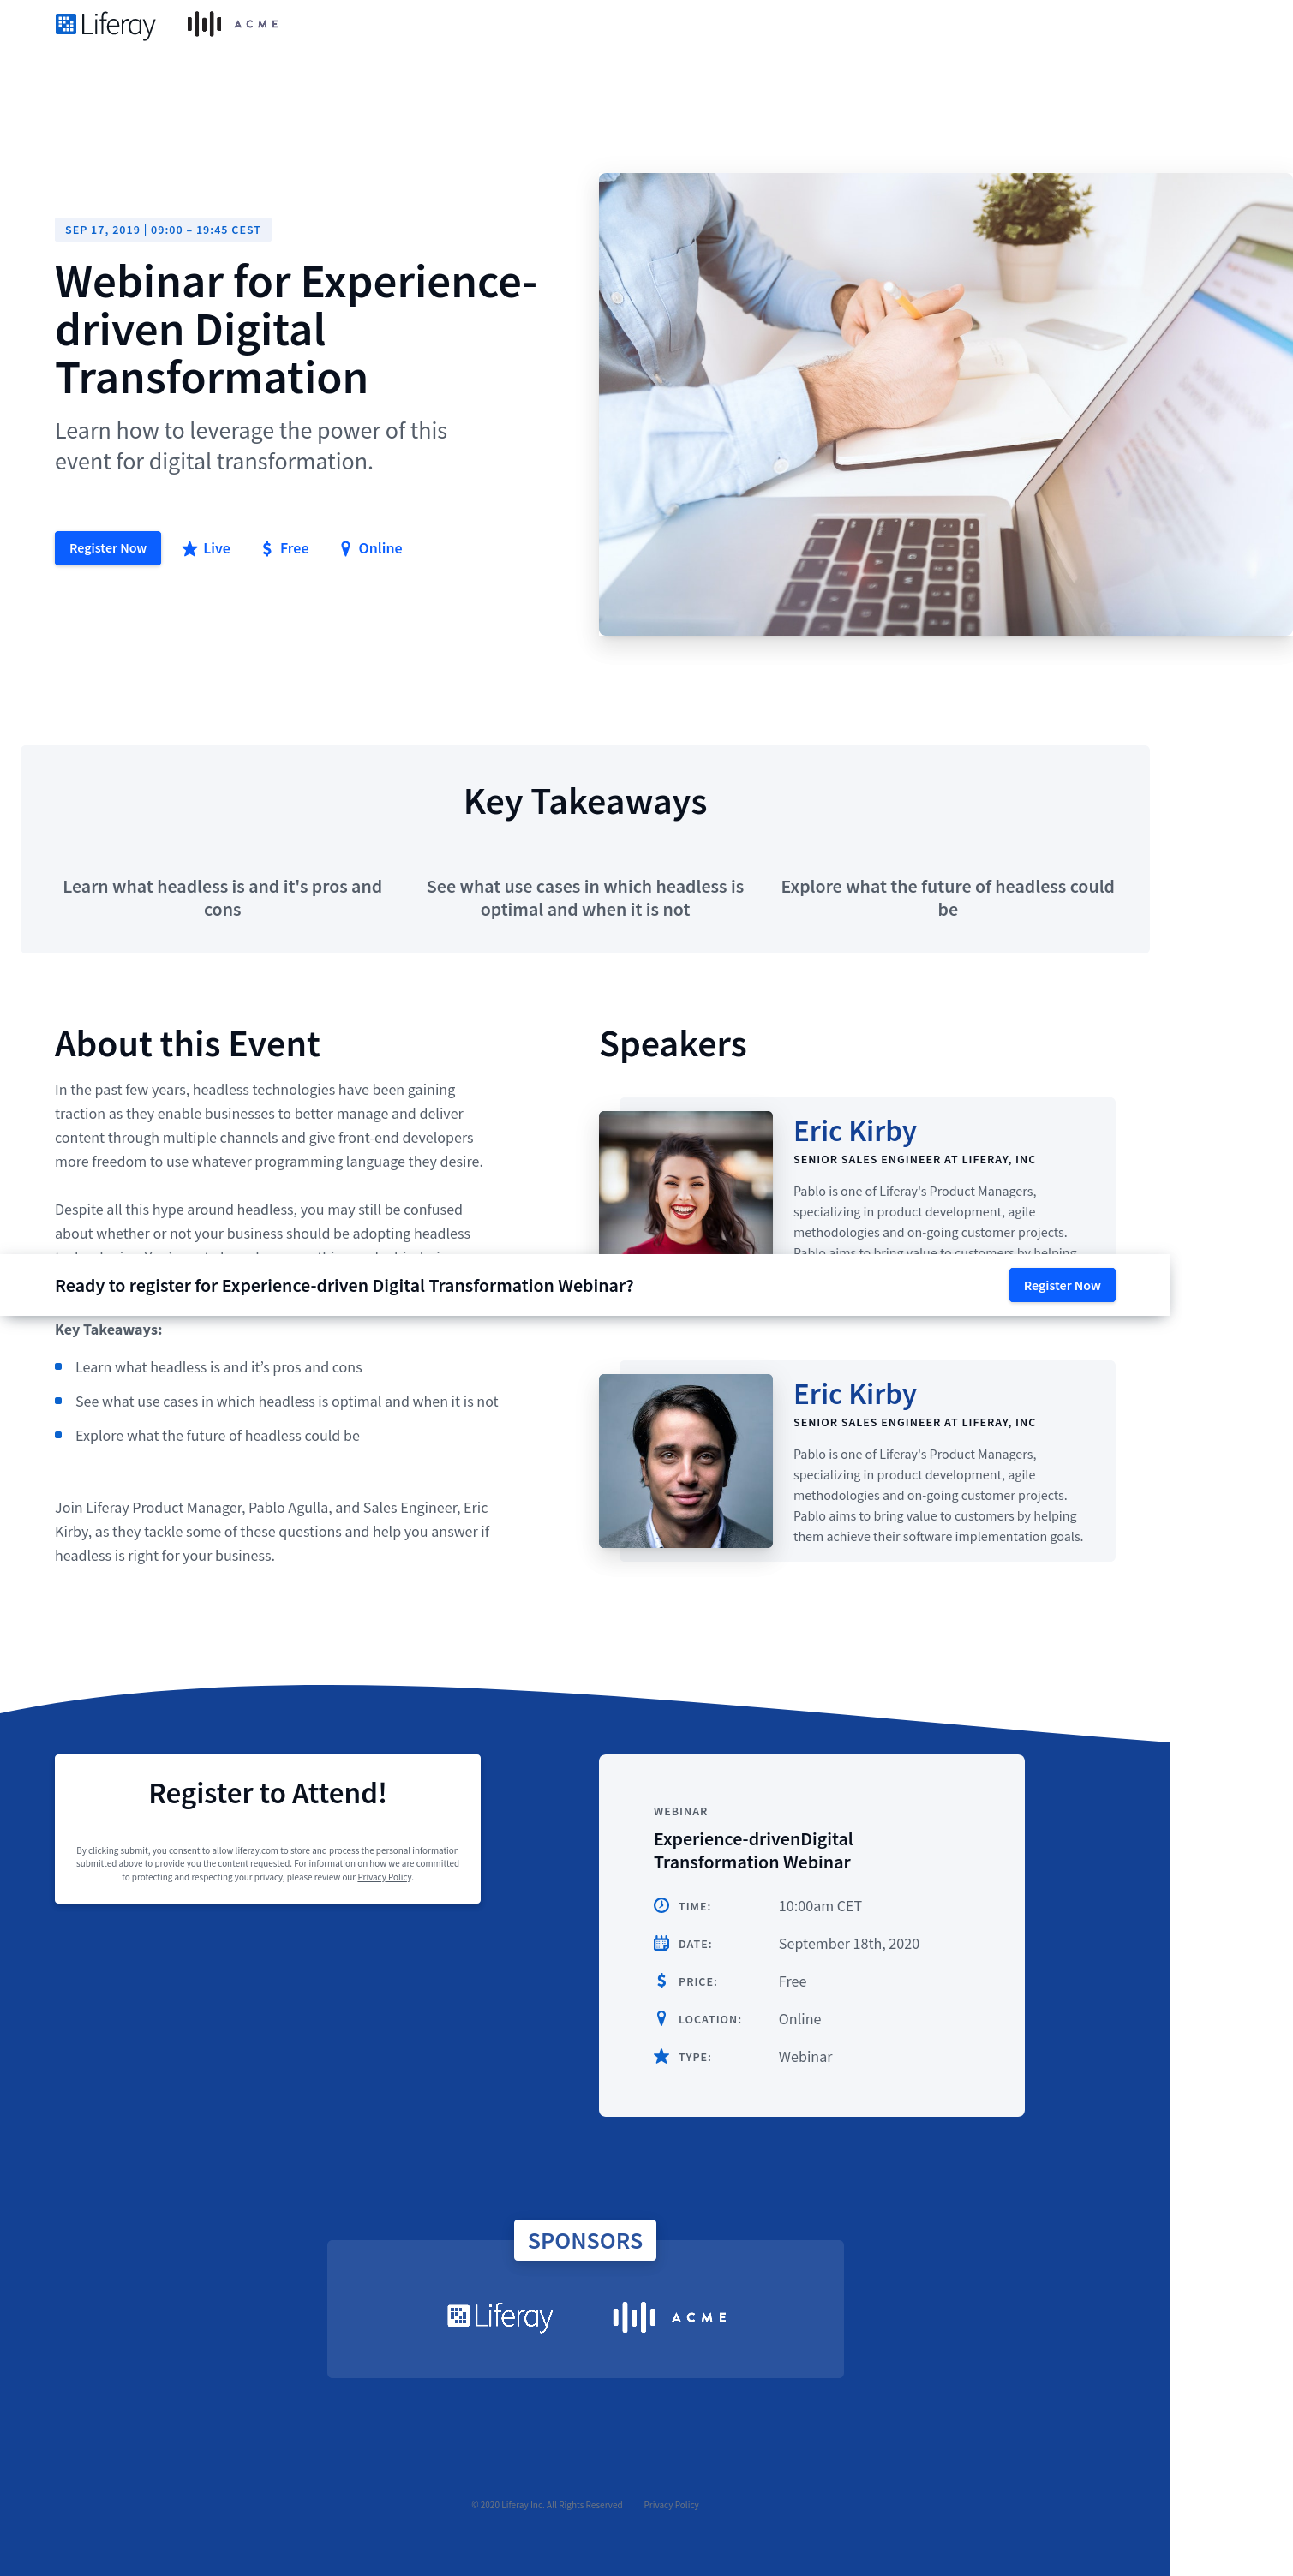 Liferay ACME
SEP 17, 2019 | 09:00 – 19:45 CEST
Webinar for Experience-
driven Digital
Transformation
Learn how to leverage the power of this
event for digital transformation.
Register Now Live Free Online
Key Takeaways
Learn what headless is and it's pros and
cons
See what use cases in which headless is
optimal and when it is not
Explore what the future of headless could
be
About this Event
In the past few years, headless technologies have been gaining
traction as they enable businesses to better manage and deliver
content through multiple channels and give front-end developers
more freedom to use whatever programming language they desire.
Despite all this hype around headless, you may still be confused
about whether or not your business should be adopting headless
Speakers
Eric Kirby
SENIOR SALES ENGINEER AT LIFERAY, INC
Pablo is one of Liferay's Product Managers,
specializing in product development, agile
methodologies and on-going customer projects.
Pablo aims to bring value to customers by helping
Ready to register for Experience-driven Digital Transformation Webinar?
Register Now
Key Takeaways:
Learn what headless is and it’s pros and cons
See what use cases in which headless is optimal and when it is not
Explore what the future of headless could be
Join Liferay Product Manager, Pablo Agulla, and Sales Engineer, Eric
Kirby, as they tackle some of these questions and help you answer if
headless is right for your business.
Eric Kirby
SENIOR SALES ENGINEER AT LIFERAY, INC
Pablo is one of Liferay's Product Managers,
specializing in product development, agile
methodologies and on-going customer projects.
Pablo aims to bring value to customers by helping
them achieve their software implementation goals.
Register to Attend!
By clicking submit, you consent to allow liferay.com to store and process the personal information
submitted above to provide you the content requested. For information on how we are committed
to protecting and respecting your privacy, please review our Privacy Policy.
WEBINAR
Experience-drivenDigital
Transformation Webinar
TIME: 10:00am CET
DATE: September 18th, 2020
PRICE: Free
LOCATION: Online
TYPE: Webinar
SPONSORS
Liferay ACME
© 2020 Liferay Inc. All Rights Reserved Privacy Policy